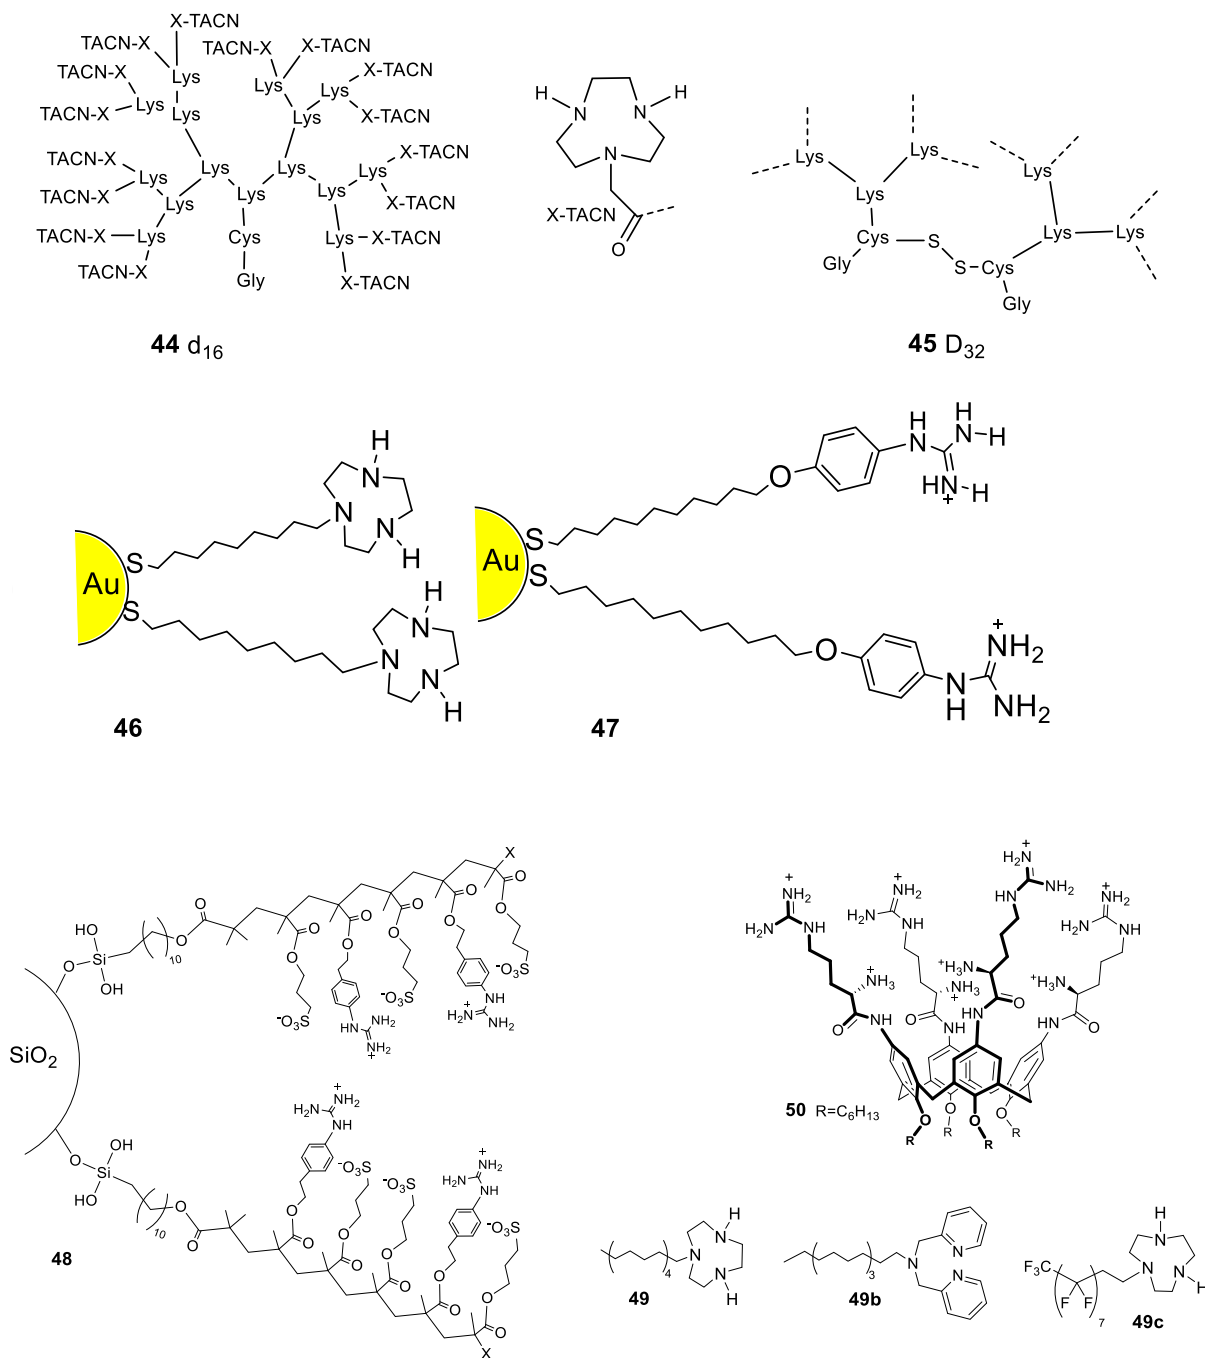 X-TACN
TACN-X
TACN-X
X-TACN
TACN-X
Lys
Lys
Lys
X-TACN
TACN-X
Lys
Lys
Lys
X-TACN
TACN-X
Lys
Lys
Lys
X-TACN
TACN-X
Lys
Lys
Lys
Lys
X-TACN
Lys
Cys
TACN-X
Lys
Lys
X-TACN
TACN-X
Gly
X-TACN
44 d16
H
N
N
H
N
X-TACN
O
Lys
Lys
Lys
Lys
Lys
Lys
Cys
S
Gly
S
Cys
Gly
45 D32
H
N
N
N
H
S
Au
S
H
N
N
N
H
46
H
N
H
N
H
HN
+
H
O
S
Au
S
O
+
NH2
N
H
NH2
47
X
O
O
O
O
O
O
O
O
HO
O
Si
OH
10
O
O
O
O
-O3S
NH
NH2
NH2
+
-O3S
+
H2N
NH
NH2
-O3S
SiO2
O
Si
OH
HO
10
O
O
+
H2N
NH2
NH
-O3S
-O3S
+
NH2
H2N
NH
-O3S
O
O
O
O
O
O
O
O
O
O
X
48
+
NH2
H2N
NH
+
NH2
H2N
NH
+
H2N
NH2
HN
+
NH2
H2N
NH
+
NH3
NH3
+
+H3N
+H3N
O
NH
O
NH
NH
O
HN
O
O
R
O
R
O
R
O
R
50 R=C6H13
4
N
H
N
N
H
49
3
N
N
N
49b
F3C
F
F
7
N
H
N
N
H
49c